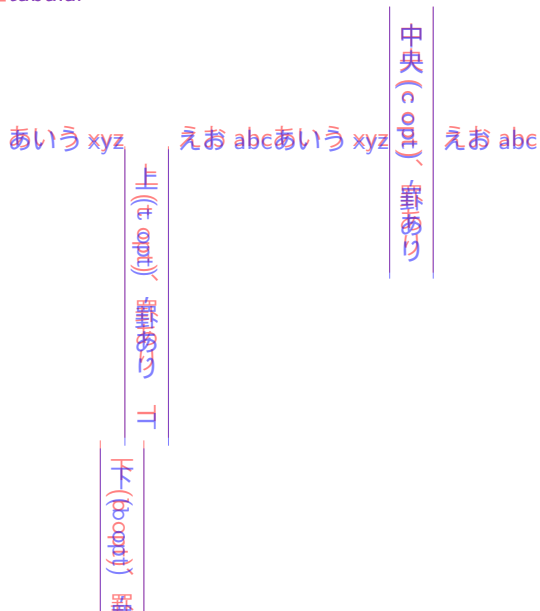 あいう xyz
上(t opt)、罫あり
えお abcあいう xyz
中央(c opt)、罫あり
えお abc
下(b opt)、罫